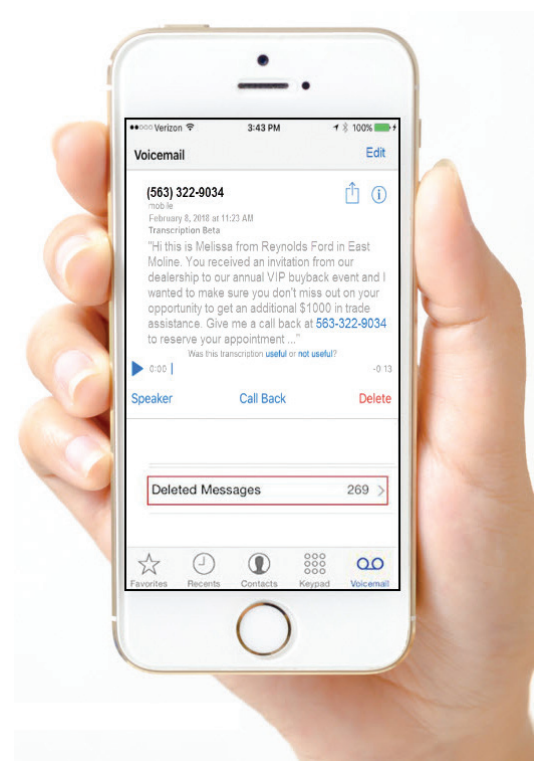 Verizon 3:43 PM 100%
Voicemail Edit
(563) 322-9034
mobile
February 8, 2018 at 11:23 AM
Transcription Beta
"Hi this is Melissa from Reynolds Ford in East
Moline. You received an invitation from our
dealership to our annual VIP buyback event and I
wanted to make sure you don't miss out on your
opportunity to get an additional $1000 in trade
assistance. Give me a call back at 563-322-9034
to reserve your appointment ..."
Was this transcription useful or not useful?
0:00 -0:13
Speaker Call Back Delete
Deleted Messages 269
Favorites Recents Contacts Keypad Voicemail